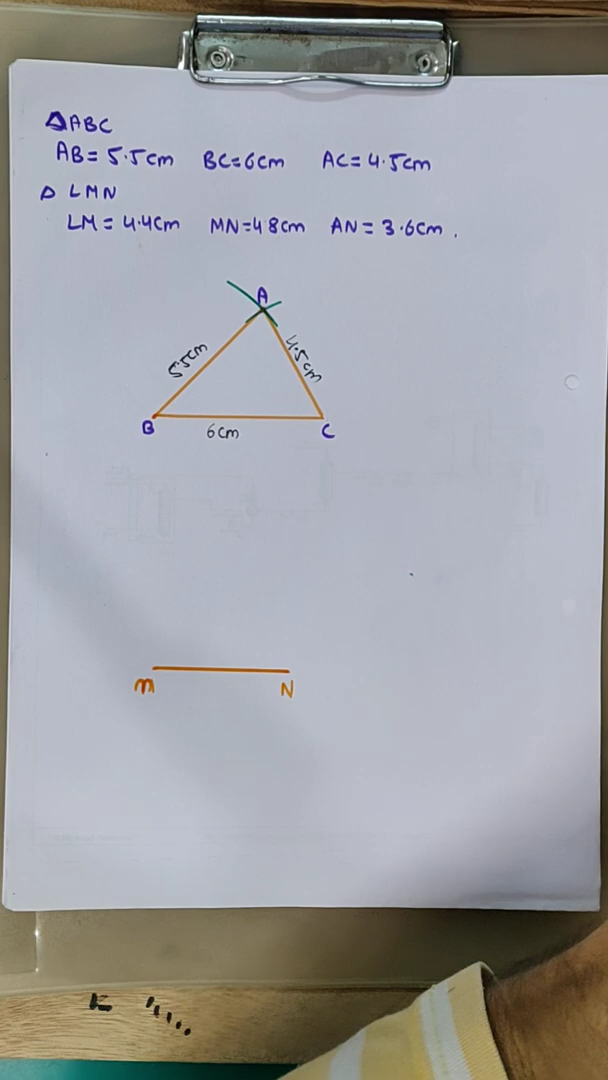 △ABC
AB= 5.5cm BC=6cm AC= 4.5cm
△ LMN
LM= 4.4cm MN=4.8cm AN= 3.6cm.
A
5.5cm 4.5cm
B 6cm C
M N